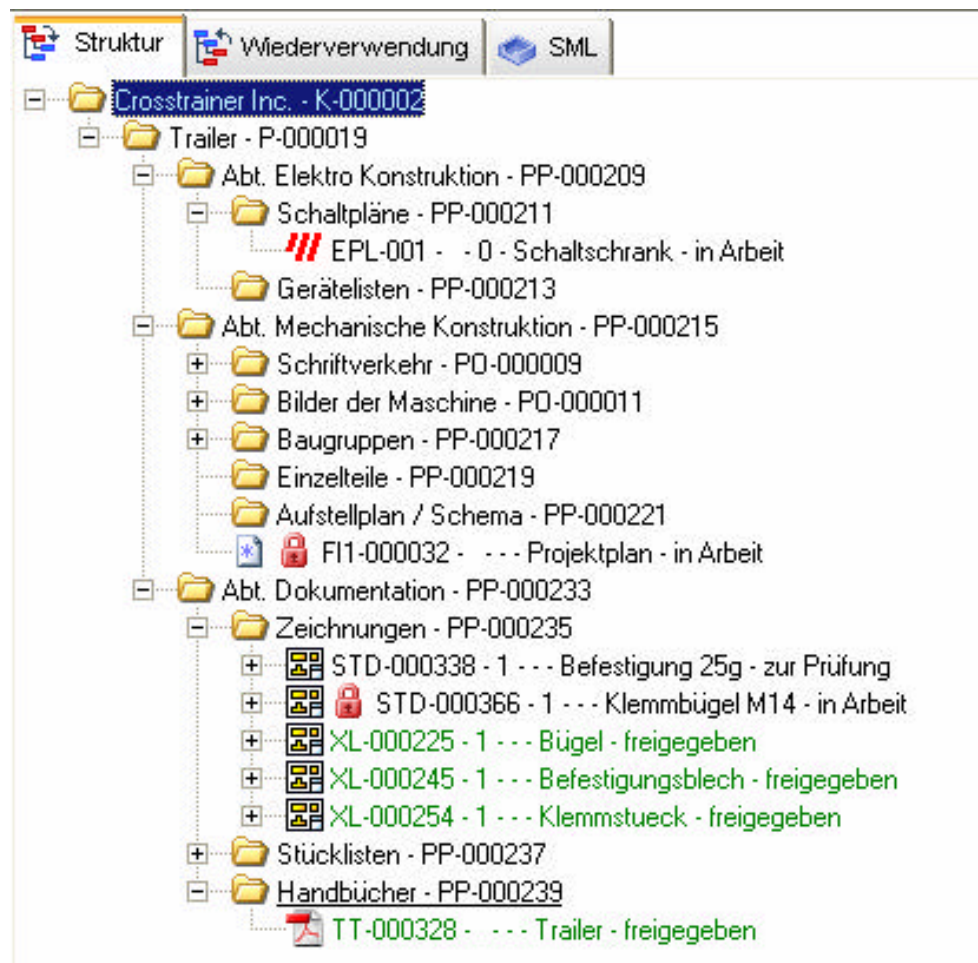 Struktur Wiederverwendung SML
Crosstrainer Inc. - K-000002
Trailer - P-000019
Abt. Elektro Konstruktion - PP-000209
Schaltpläne - PP-000211
EPL-001 - - 0 - Schaltschrank - in Arbeit
Gerätelisten - PP-000213
Abt. Mechanische Konstruktion - PP-000215
Schriftverkehr - PO-000009
Bilder der Maschine - PO-000011
Baugruppen - PP-000217
Einzelteile - PP-000219
Aufstellplan / Schema - PP-000221
FI1-000032 - - - - Projektplan - in Arbeit
Abt. Dokumentation - PP-000233
Zeichnungen - PP-000235
STD-000338 - 1 - - - Befestigung 25g - zur Prüfung
STD-000366 - 1 - - - Klemmbügel M14 - in Arbeit
XL-000225 - 1 - - - Bügel - freigegeben
XL-000245 - 1 - - - Befestigungsblech - freigegeben
XL-000254 - 1 - - - Klemmstueck - freigegeben
Stücklisten - PP-000237
Handbücher - PP-000239
TT-000328 - - - - Trailer - freigegeben